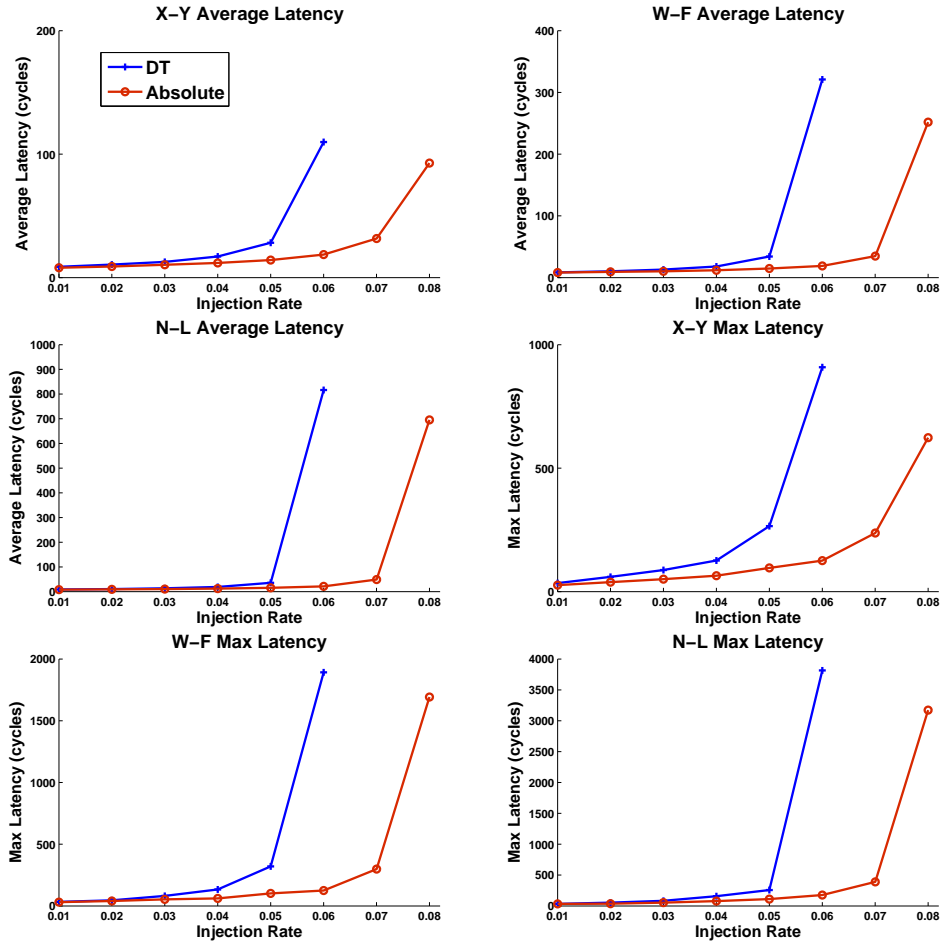 X−Y Average Latency
200
100
0
Average Latency (cycles)
DT
Absolute
0.01 0.02 0.03 0.04 0.05 0.06 0.07 0.08
Injection Rate
W−F Average Latency
400
300
200
100
0
Average Latency (cycles)
0.01 0.02 0.03 0.04 0.05 0.06 0.07 0.08
Injection Rate
N−L Average Latency
1000
900
800
700
600
500
400
300
200
100
0
Average Latency (cycles)
0.01 0.02 0.03 0.04 0.05 0.06 0.07 0.08
Injection Rate
X−Y Max Latency
1000
500
0
Max Latency (cycles)
0.01 0.02 0.03 0.04 0.05 0.06 0.07 0.08
Injection Rate
W−F Max Latency
2000
1500
1000
500
0
Max Latency (cycles)
0.01 0.02 0.03 0.04 0.05 0.06 0.07 0.08
Injection Rate
N−L Max Latency
4000
3500
3000
2500
2000
1500
1000
500
0
Max Latency (cycles)
0.01 0.02 0.03 0.04 0.05 0.06 0.07 0.08
Injection Rate